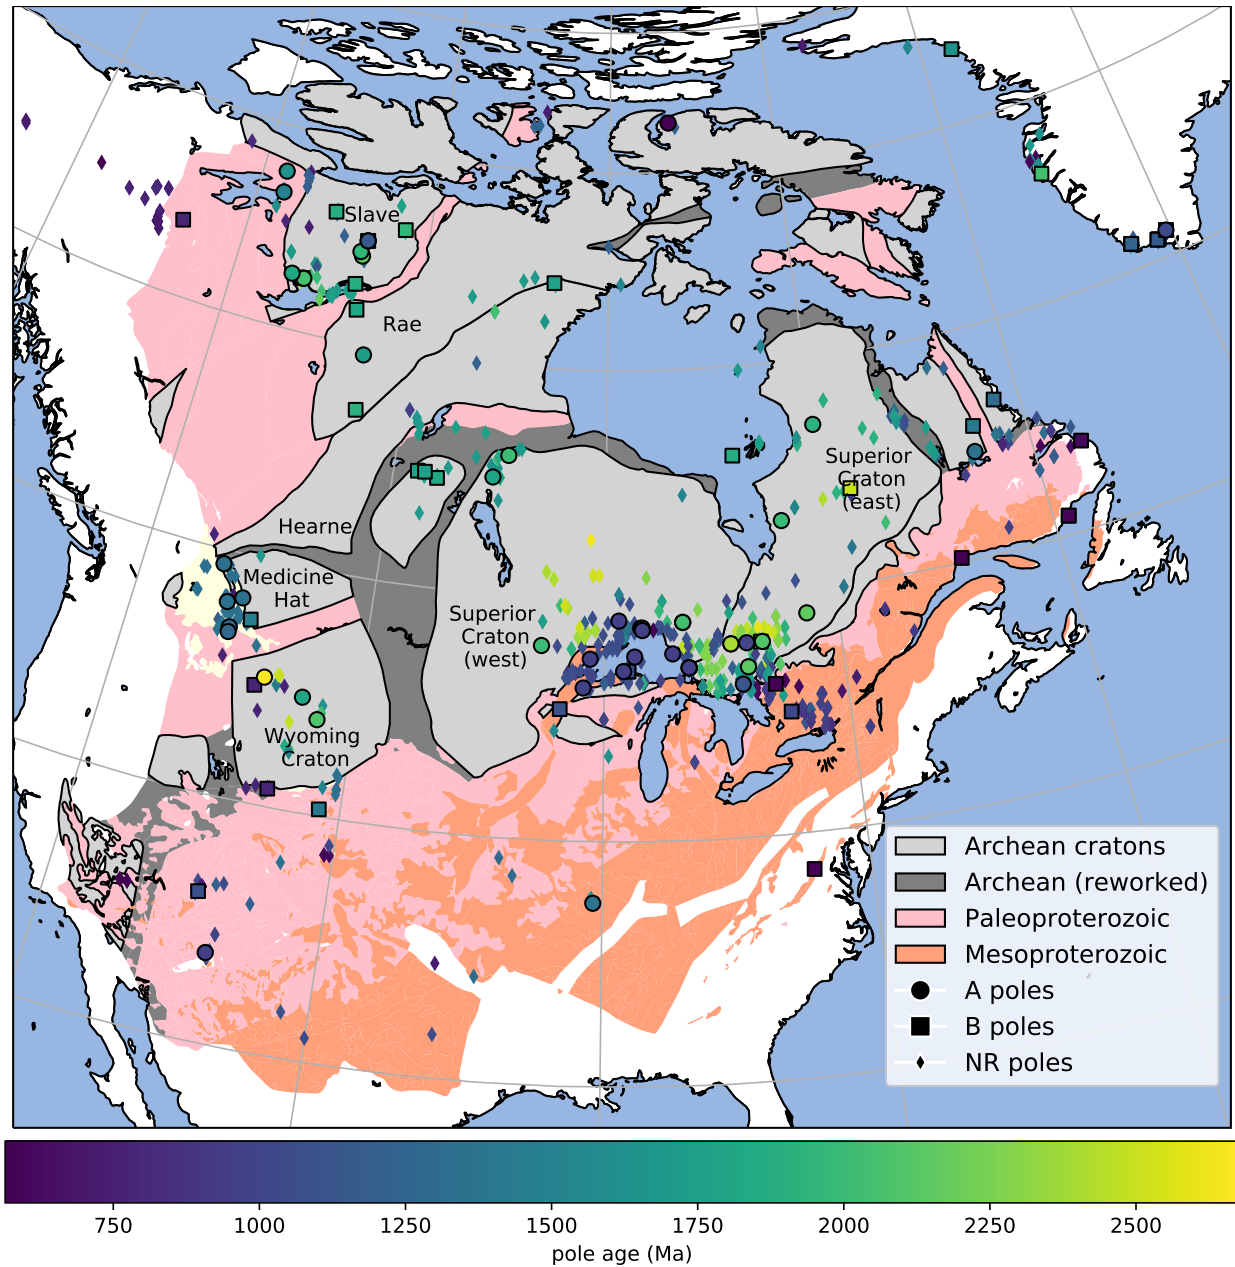 Slave
Rae
Hearne
Medicine
Hat
Superior
Craton
(west)
Superior
Craton
(east)
Wyoming
Craton
Archean cratons
Archean (reworked)
Paleoproterozoic
Mesoproterozoic
A poles
B poles
NR poles
750 1000 1250 1500 1750 2000 2250 2500
pole age (Ma)